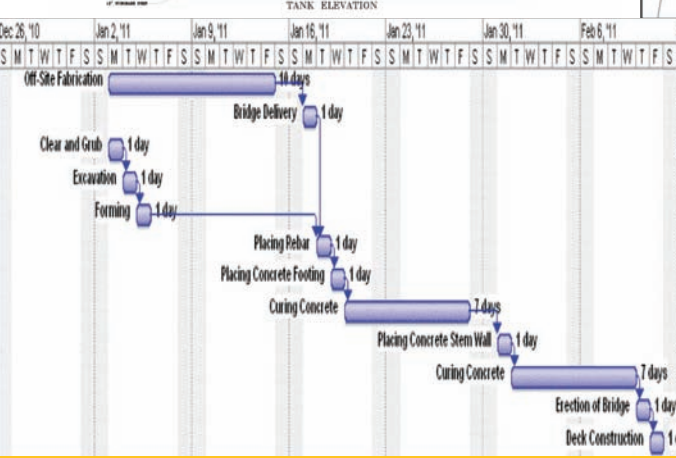 TANK ELEVATION
Dec 26, '10 Jan 2, '11 Jan 9, '11 Jan 16, '11 Jan 23, '11 Jan 30, '11 Feb 6, '11
S M T W T F S S M T W T F S S M T W T F S S M T W T F S S M T W T F S S M T W T F S S M T W T F S
Off-Site Fabrication 10 days
Bridge Delivery 1 day
Clear and Grub 1 day
Excavation 1 day
Forming 1 day
Placing Rebar 1 day
Placing Concrete Footing 1 day
Curing Concrete 7 days
Placing Concrete Stem Wall 1 day
Curing Concrete 7 days
Erection of Bridge 1 day
Deck Construction 1